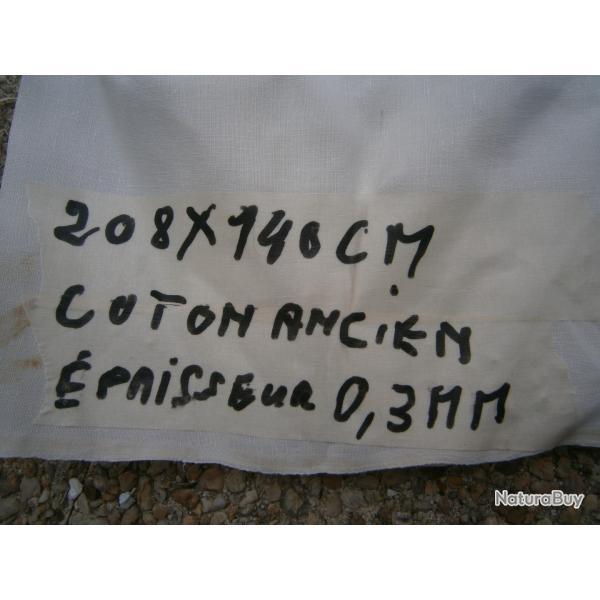 208X140CM
COTON ANCIEN
ÉPAISSEUR 0,3MM
NaturaBuy